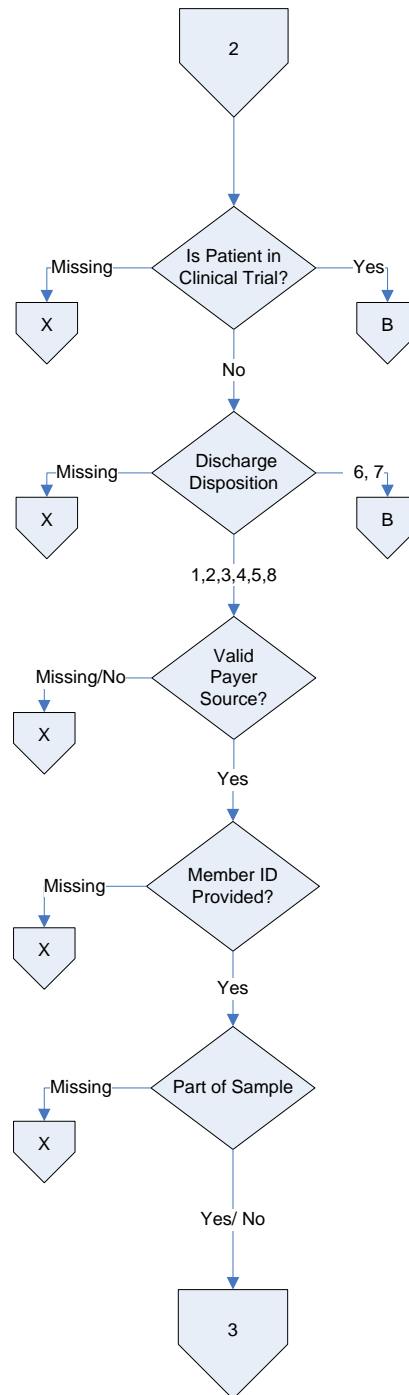 2
Is Patient in
Clinical Trial?
Missing
Yes
X
B
No
Discharge
Disposition
Missing
6, 7
X
B
1,2,3,4,5,8
Valid
Payer
Source?
Missing/No
X
Yes
Member ID
Provided?
Missing
X
Yes
Part of Sample
Missing
X
Yes/ No
3